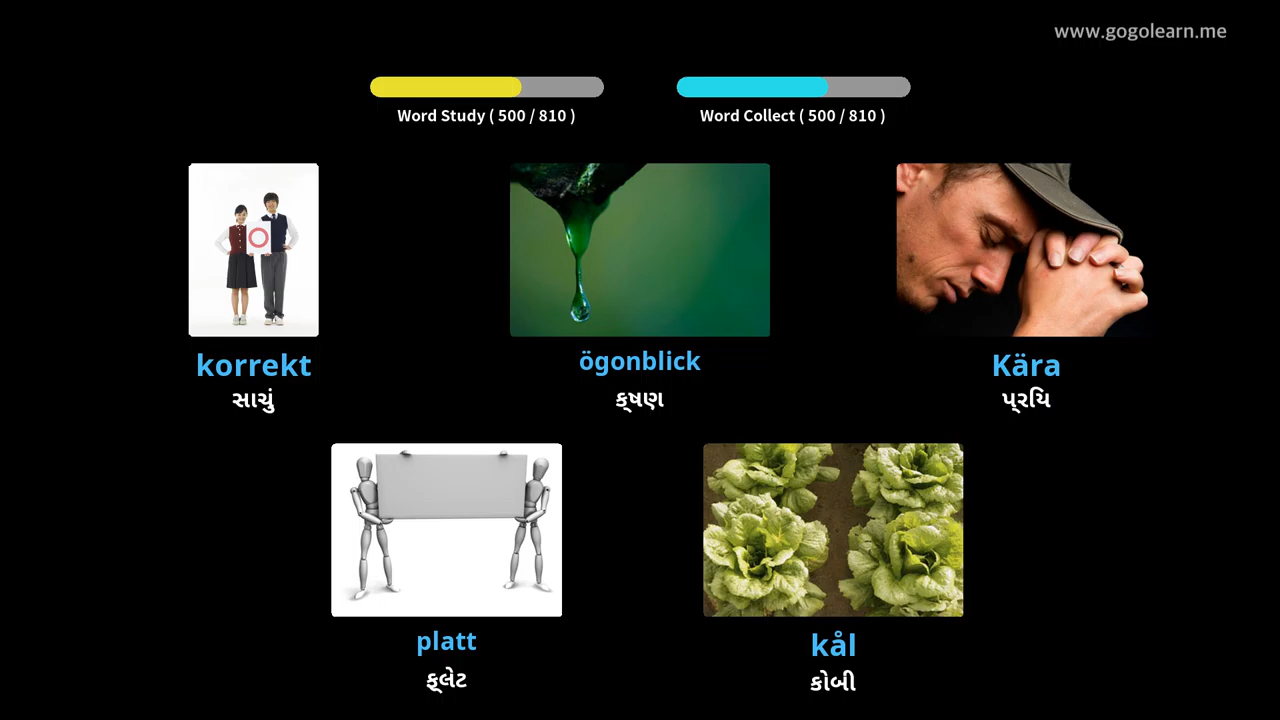 www.gogolearn.me
Word Study ( 500 / 810 )
Word Collect ( 500 / 810 )
korrekt
સાચું
ögonblick
ક્ષણ
Kära
પ્રિય
platt
ફ્લેટ
kål
કોબી